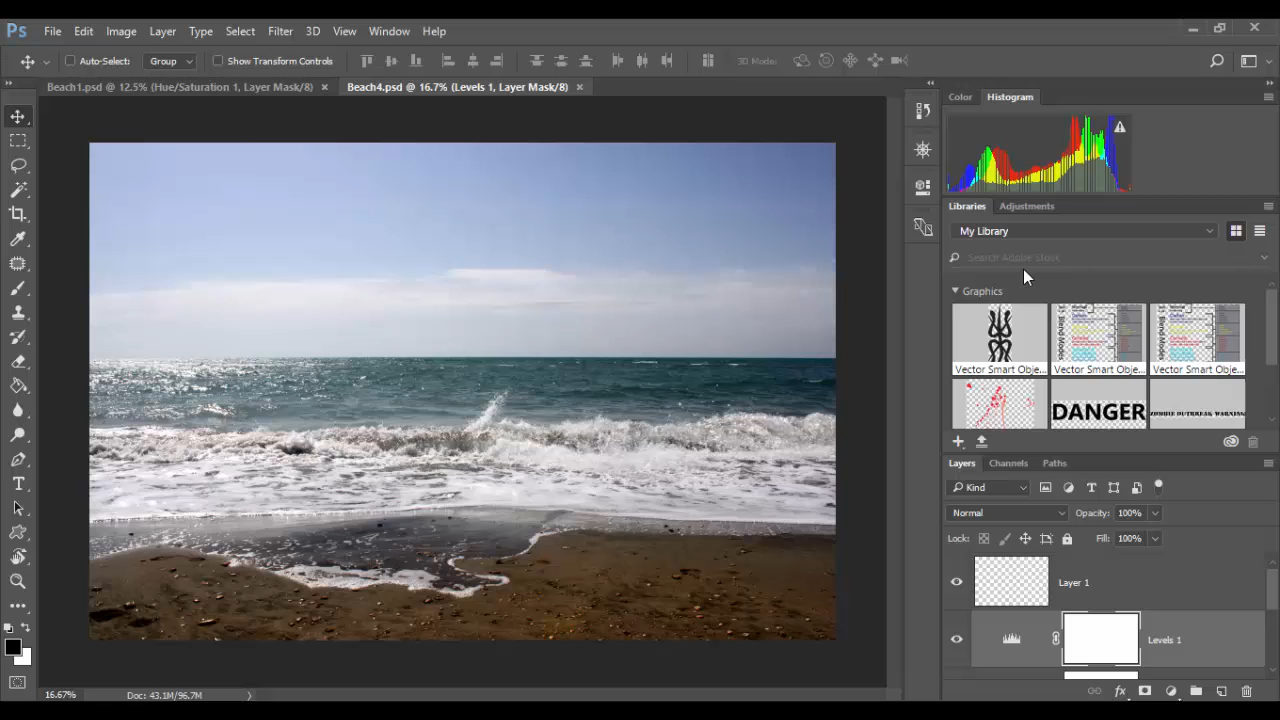 Ps File Edit Image Layer Type Select Filter 3D View Window Help
Auto-Select: Group Show Transform Controls 3D Mode:
Beach1.psd @ 12.5% (Hue/Saturation 1, Layer Mask/8) × Beach4.psd @ 16.7% (Levels 1, Layer Mask/8) ×
Color Histogram
Libraries Adjustments
My Library
Search Adobe Stock
Graphics
Vector Smart Obje... Vector Smart Obje... Vector Smart Obje...
DANGER ZOMBIE OUTBREAK WARNING
Layers Channels Paths
Kind
Normal Opacity: 100%
Lock: Fill: 100%
Layer 1
Levels 1
16.67% Doc: 43.1M/96.7M